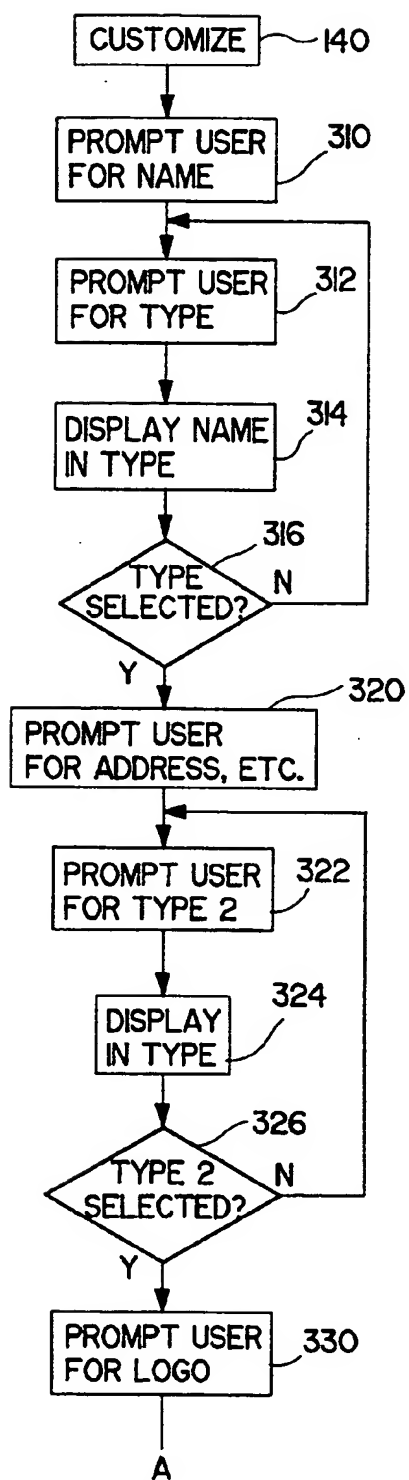 CUSTOMIZE
140
PROMPT USER
FOR NAME
310
PROMPT USER
FOR TYPE
312
DISPLAY NAME
IN TYPE
314
316
TYPE
SELECTED?
N
Y
320
PROMPT USER
FOR ADDRESS, ETC.
PROMPT USER
FOR TYPE 2
322
DISPLAY
IN TYPE
324
326
TYPE 2
SELECTED?
N
Y
PROMPT USER
FOR LOGO
330
A